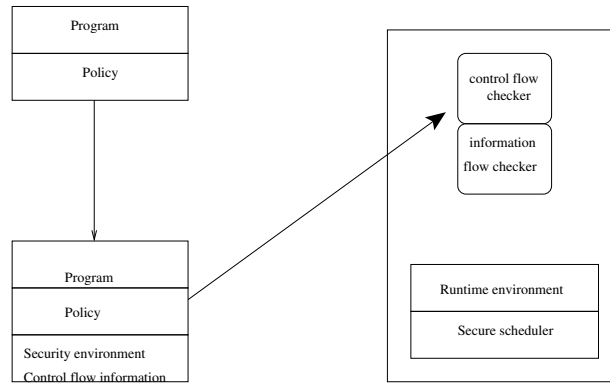 Program
Policy
Program
Policy
Security environment
Control flow information
control flow
checker
information
flow checker
Runtime environment
Secure scheduler